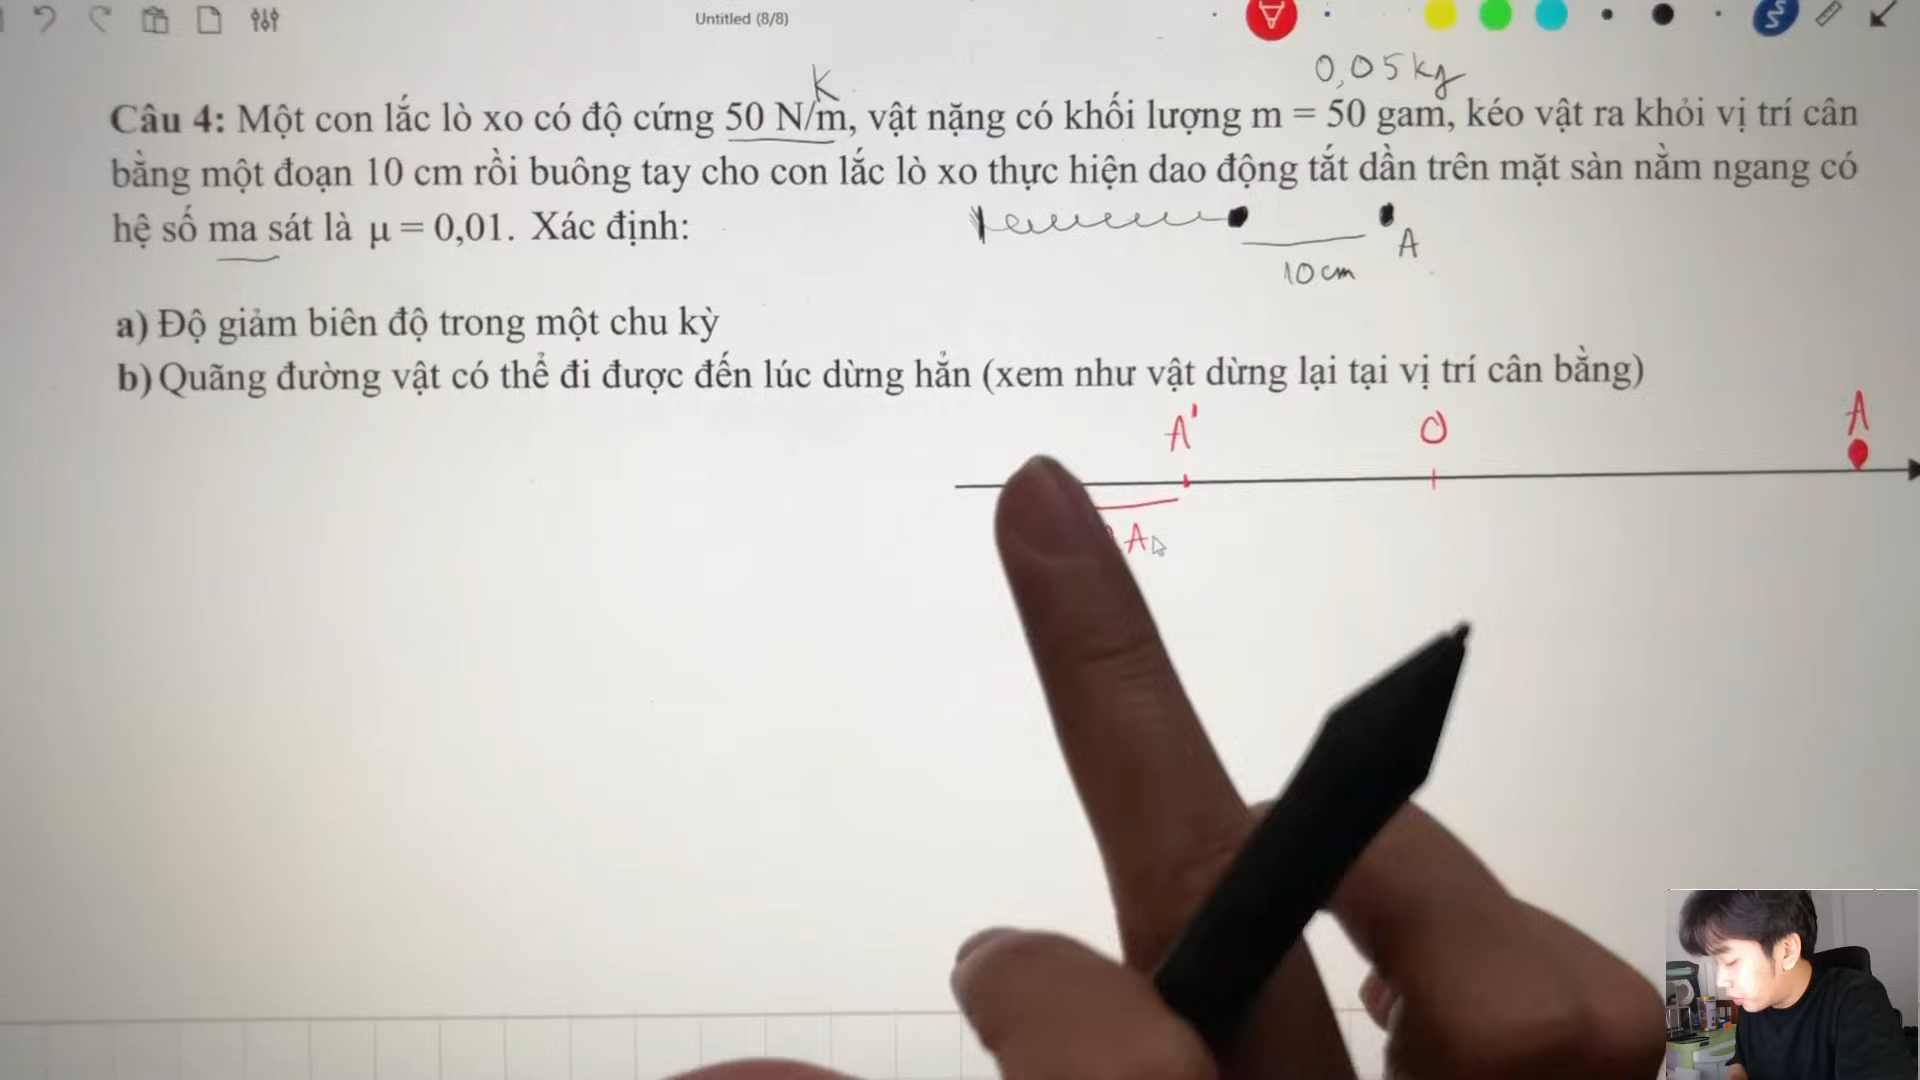 Untitled (8/8)
K
0,05kg
Câu 4: Một con lắc lò xo có độ cứng 50 N/m, vật nặng có khối lượng m = 50 gam, kéo vật ra khỏi vị trí cân
bằng một đoạn 10 cm rồi buông tay cho con lắc lò xo thực hiện dao động tắt dần trên mặt sàn nằm ngang có
hệ số ma sát là μ = 0,01. Xác định:
A
10cm
a) Độ giảm biên độ trong một chu kỳ
b) Quãng đường vật có thể đi được đến lúc dừng hẳn (xem như vật dừng lại tại vị trí cân bằng)
A' O A
A